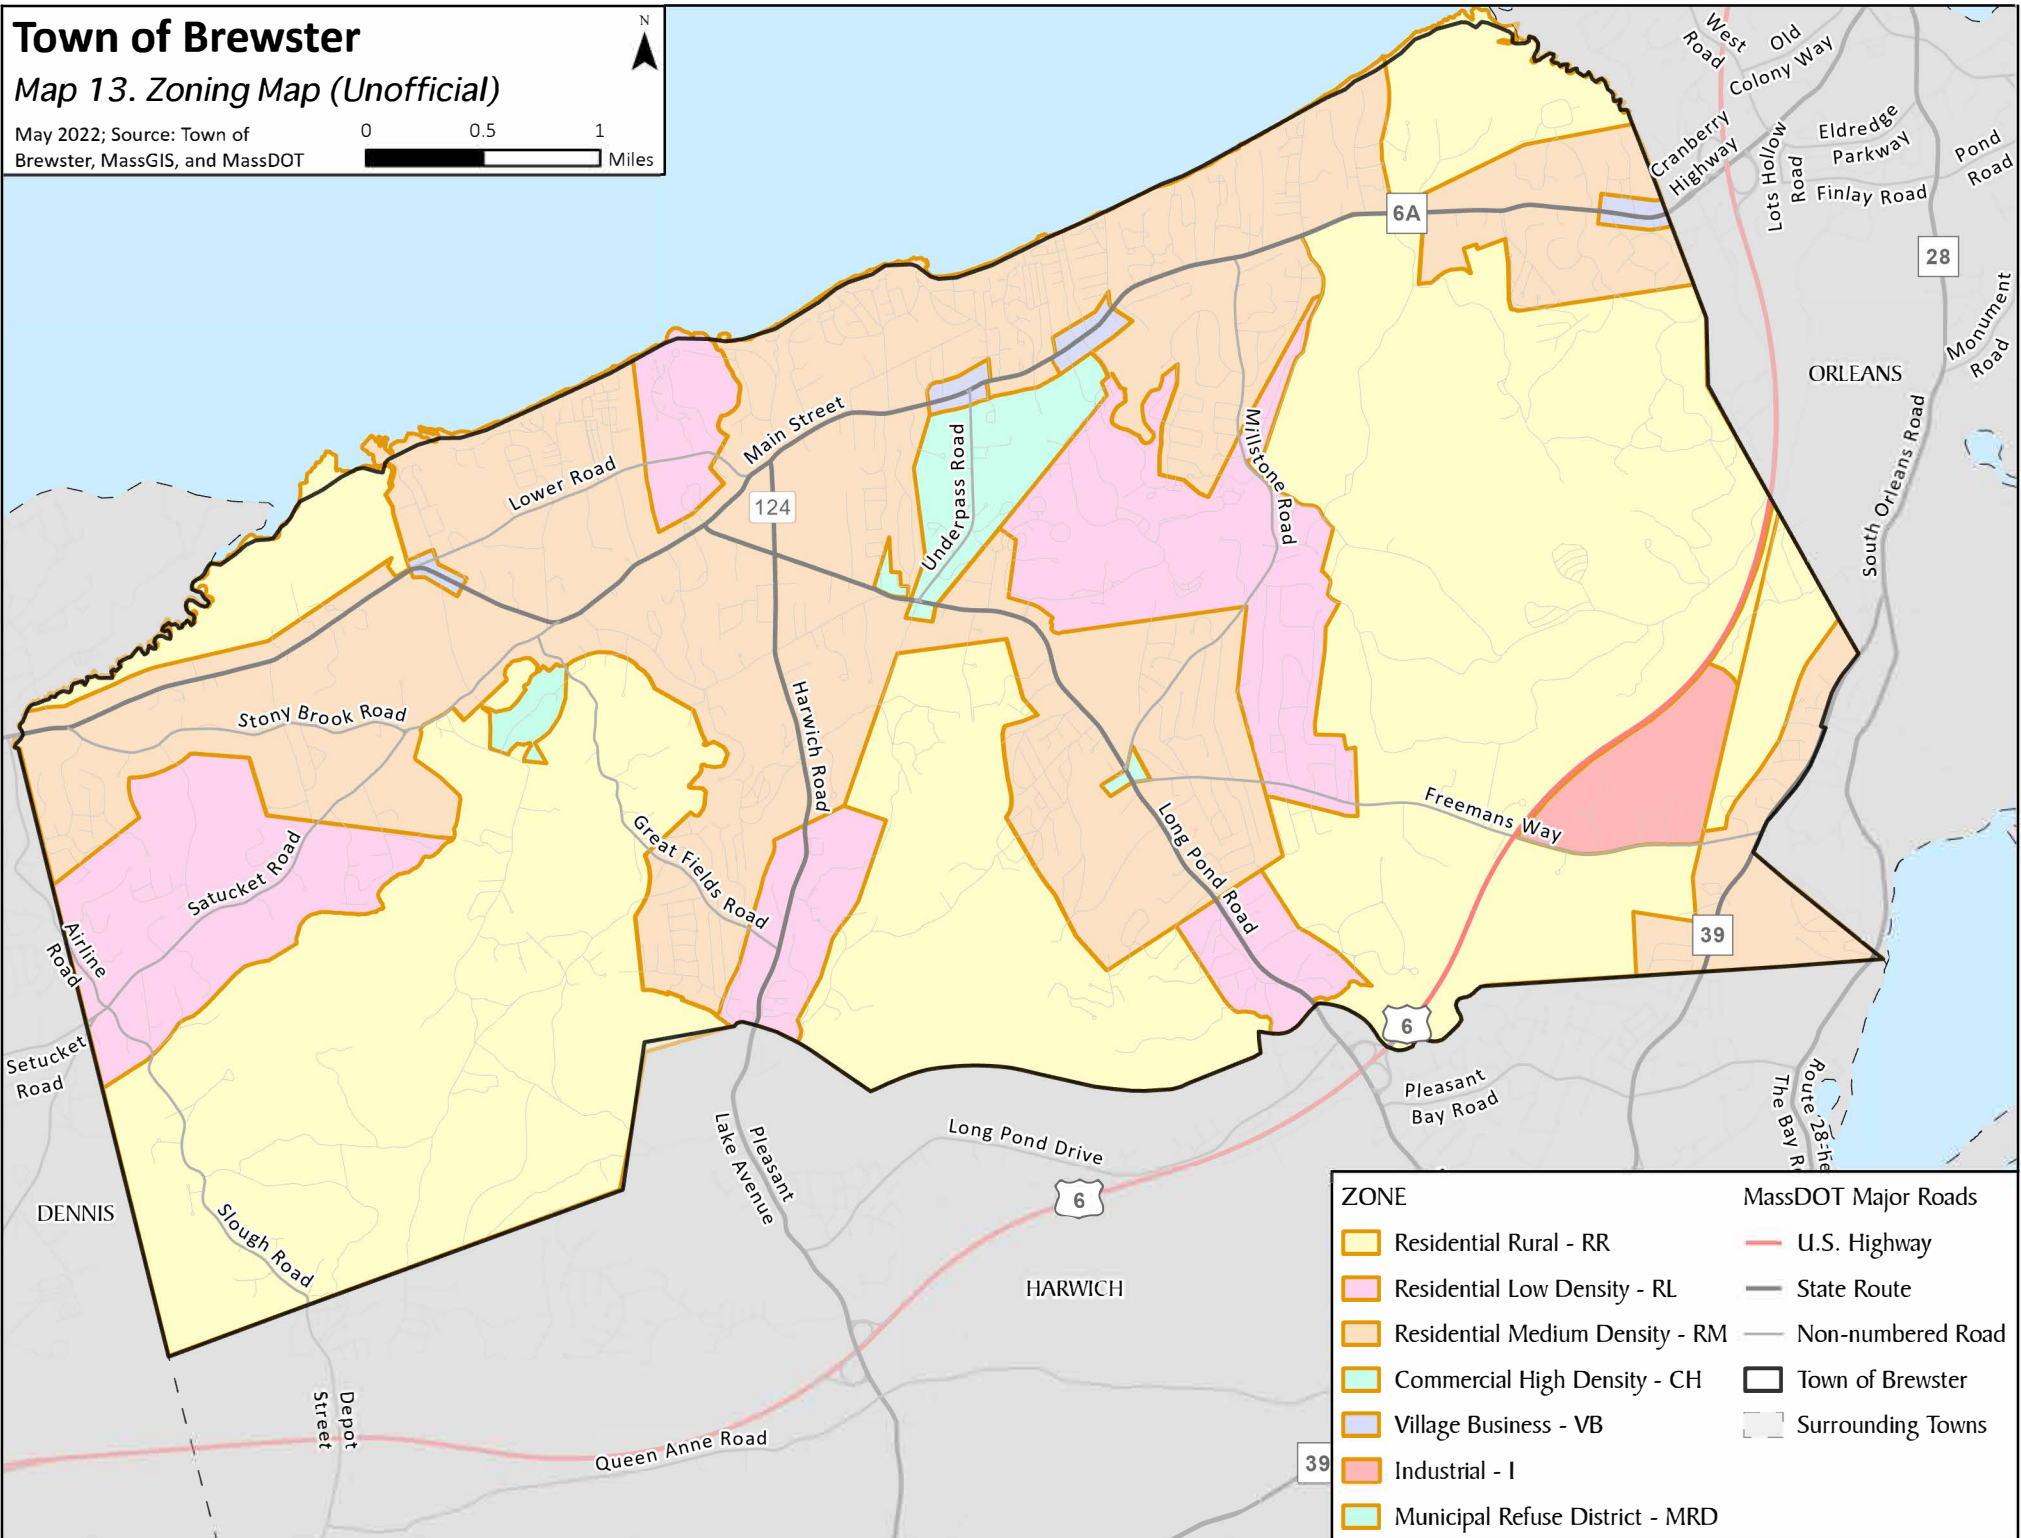 Town of Brewster
Map 13. Zoning Map (Unofficial)
May 2022; Source: Town of
Brewster, MassGIS, and MassDOT
0 0.5 1
Miles
N
West
Road
Old
Colony Way
Cranberry
Highway
Lots Hollow
Road
Eldredge
Parkway
Finlay Road
Pond
Road
6A
28
Monument
Road
ORLEANS
South Orleans Road
Main Street
Lower Road
124
Underpass Road
Millstone Road
Stony Brook Road
Harwich Road
Great Fields Road
Satucket Road
Long Pond Road
Freemans Way
Airline
Road
39
Setucket
Road
6
Pleasant
Bay Road
Route 28-he
The Bay R
Pleasant
Lake Avenue
Long Pond Drive
6
DENNIS
Slough Road
HARWICH
Depot
Street
Queen Anne Road
39
ZONE
Residential Rural - RR
Residential Low Density - RL
Residential Medium Density - RM
Commercial High Density - CH
Village Business - VB
Industrial - I
Municipal Refuse District - MRD
MassDOT Major Roads
U.S. Highway
State Route
Non-numbered Road
Town of Brewster
Surrounding Towns